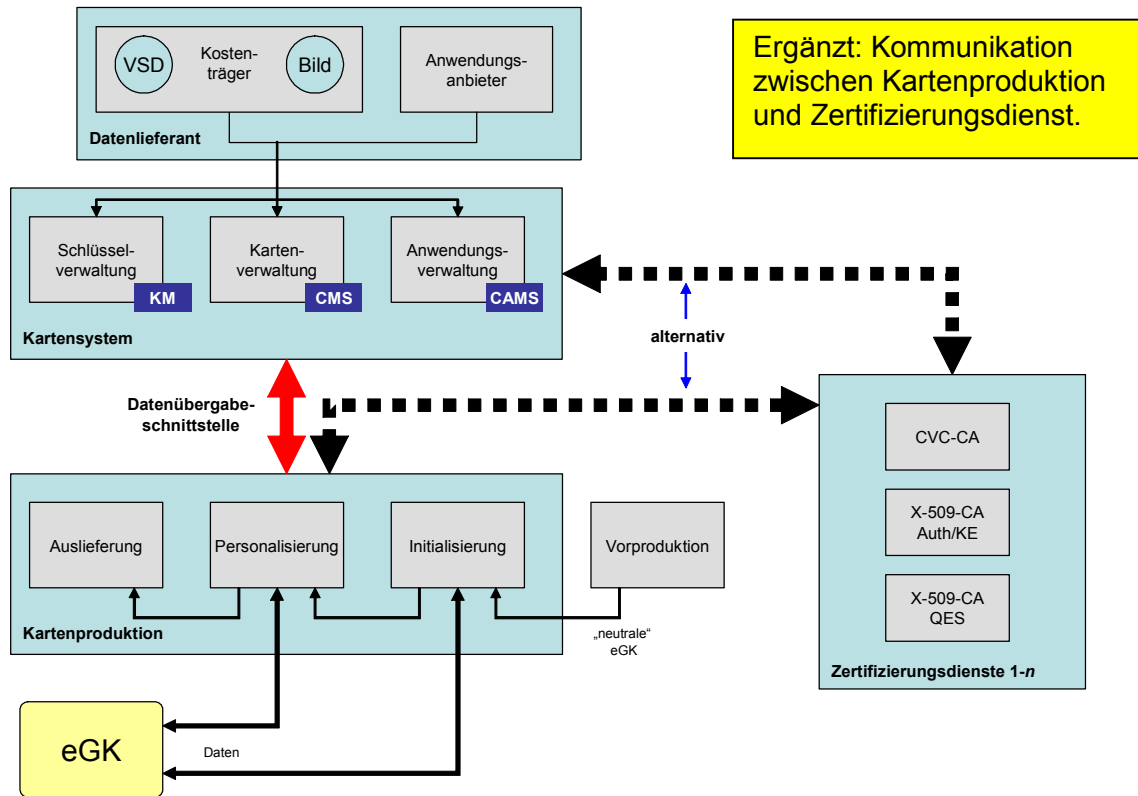 VSD
Kosten-
träger
Bild
Anwendungs-
anbieter
Datenlieferant
Ergänzt: Kommunikation
zwischen Kartenproduktion
und Zertifizierungsdienst.
Schlüssel-
verwaltung
KM
Karten-
verwaltung
CMS
Anwendungs-
verwaltung
CAMS
Kartensystem
alternativ
Datenübergabe-
schnittstelle
CVC-CA
X-509-CA
Auth/KE
X-509-CA
QES
Zertifizierungsdienste 1-n
Auslieferung
Personalisierung
Initialisierung
Vorproduktion
Kartenproduktion
„neutrale“
eGK
eGK
Daten